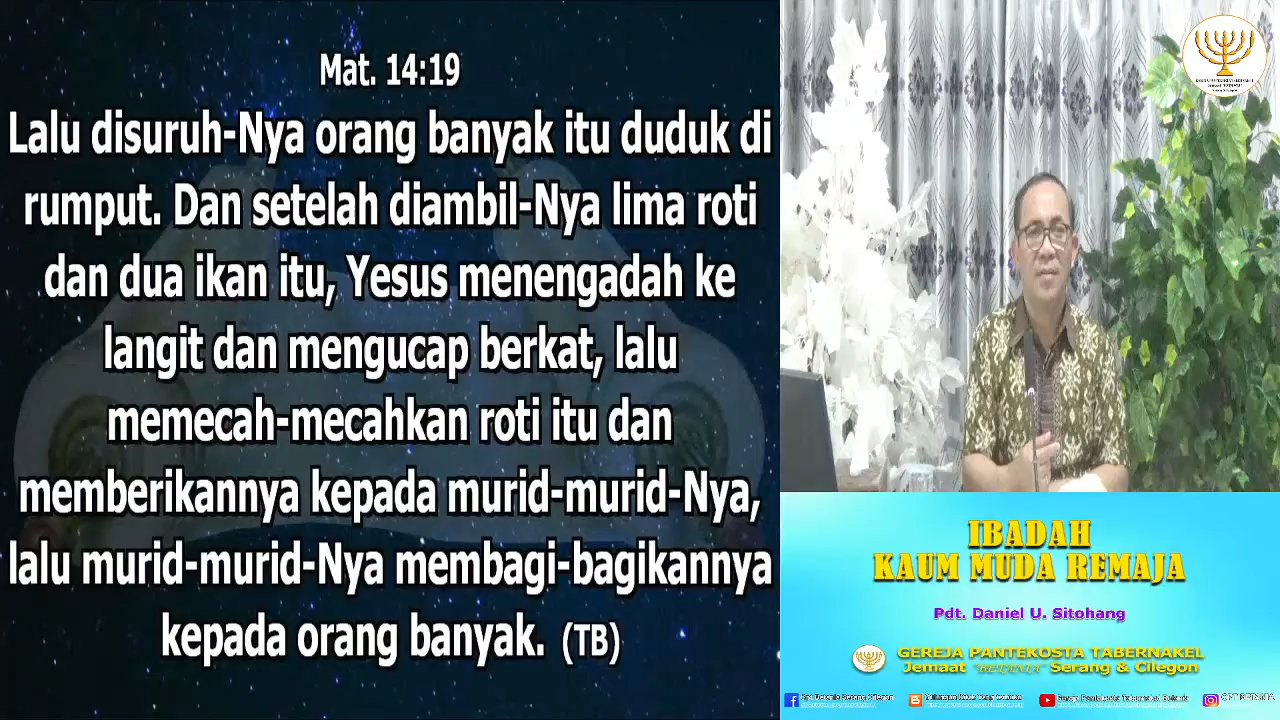 Mat. 14:19
Lalu disuruh-Nya orang banyak itu duduk di
rumput. Dan setelah diambil-Nya lima roti
dan dua ikan itu, Yesus menengadah ke
langit dan mengucap berkat, lalu
memecah-mecahkan roti itu dan
memberikannya kepada murid-murid-Nya,
lalu murid-murid-Nya membagi-bagikannya
kepada orang banyak. (TB)
IBADAH
KAUM MUDA REMAJA
Pdt. Daniel U. Sitohang
GEREJA PANTEKOSTA TABERNAKEL
Jemaat "BETANIA" Serang & Cilegon